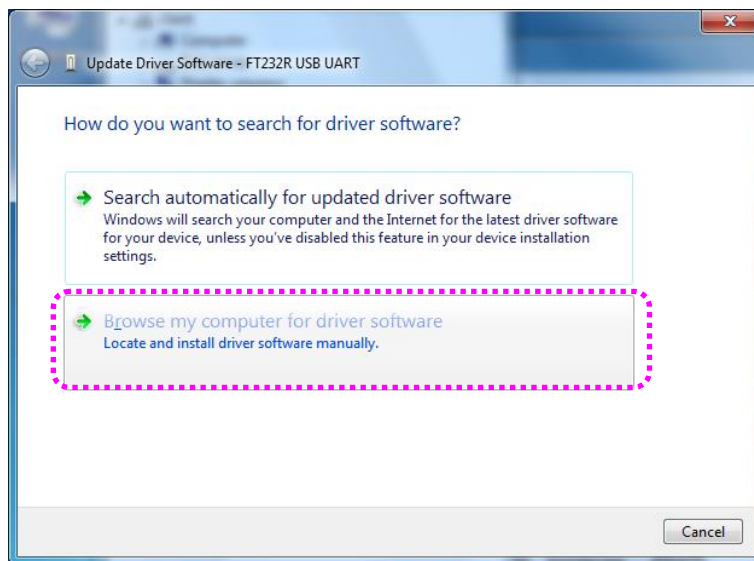 Update Driver Software - FT232R USB UART
How do you want to search for driver software?
Search automatically for updated driver software
Windows will search your computer and the Internet for the latest driver software
for your device, unless you've disabled this feature in your device installation
settings.
Browse my computer for driver software
Locate and install driver software manually.
Cancel